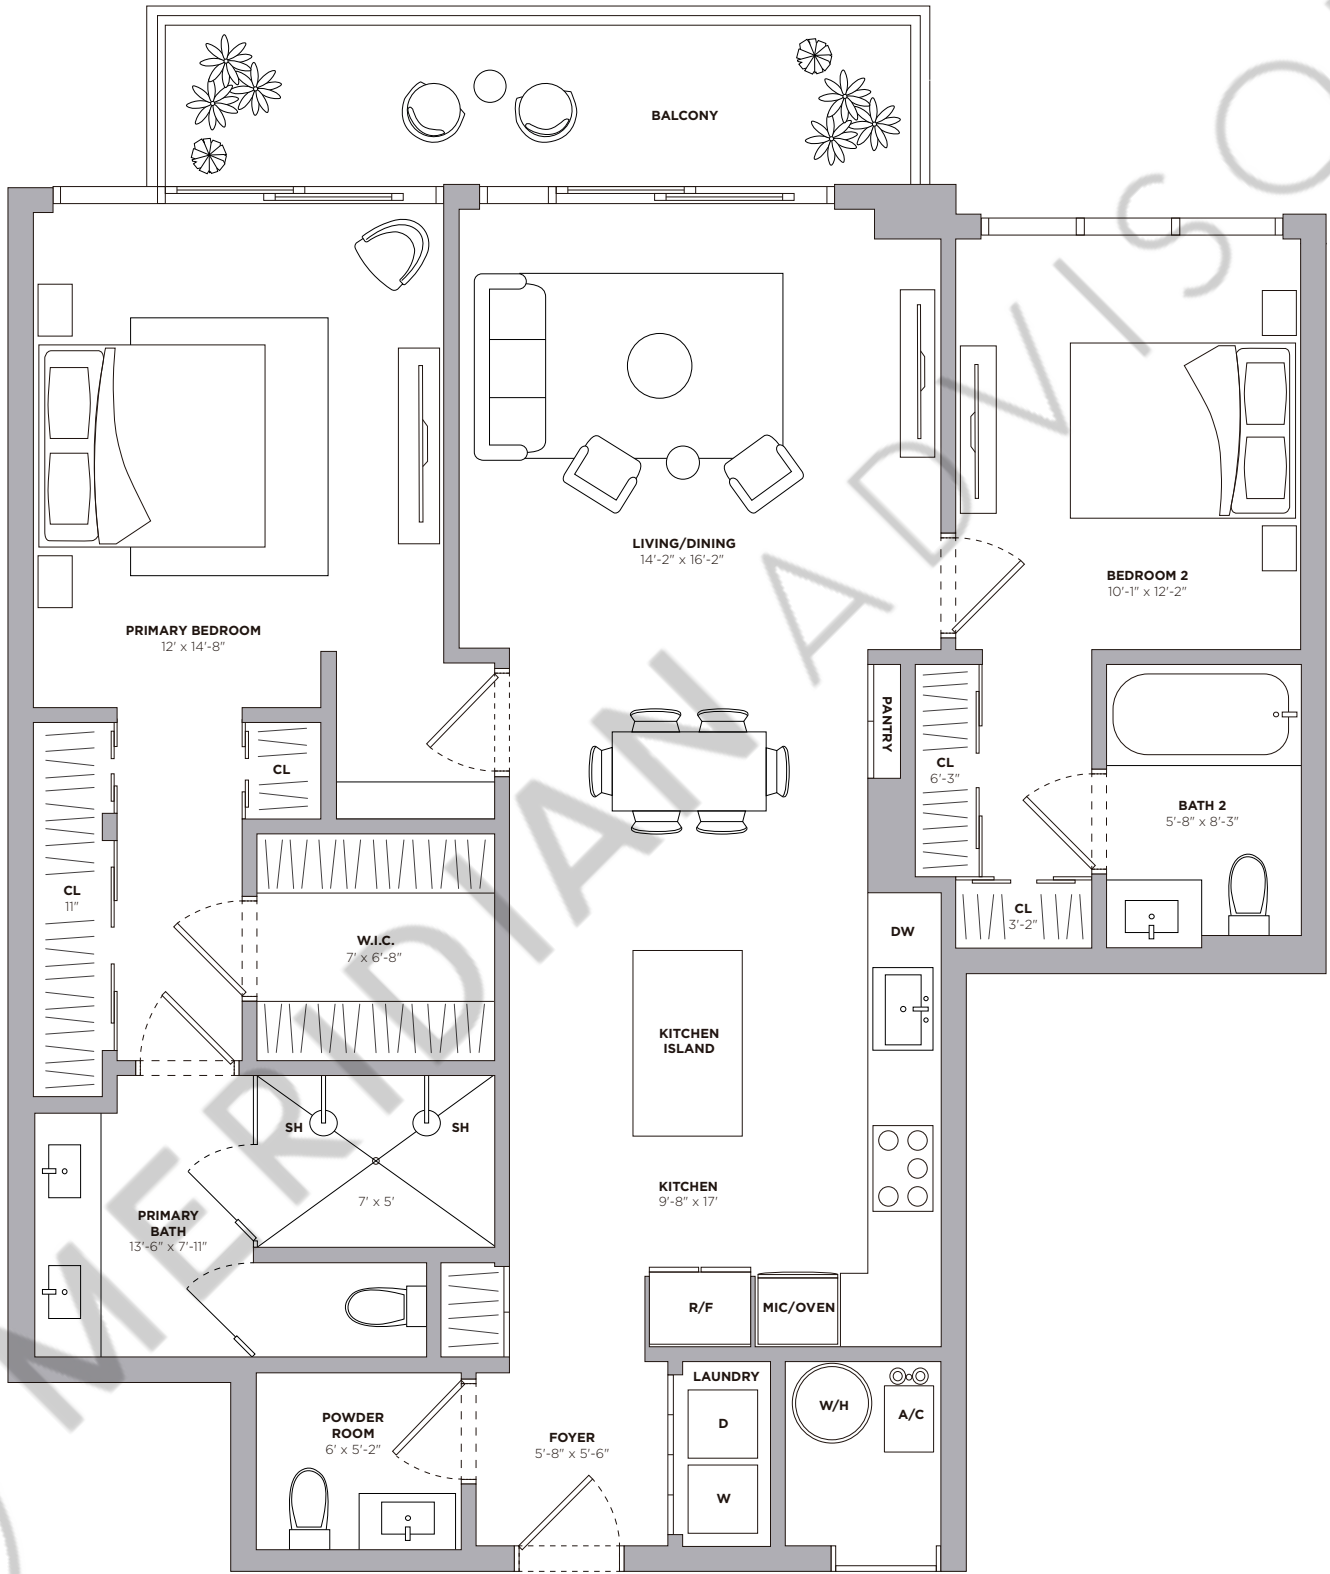 BALCONY
LIVING/DINING
14'-2" x 16'-2"
BEDROOM 2
10'-1" x 12'-2"
PRIMARY BEDROOM
12' x 14'-8"
PANTRY
CL
CL
6'-3"
BATH 2
5'-8" x 8'-3"
CL
11"
CL
3'-2"
W.I.C.
7' x 6'-8"
DW
KITCHEN
ISLAND
SH
SH
7' x 5'
KITCHEN
9'-8" x 17'
PRIMARY
BATH
13'-6" x 7'-11"
R/F
MIC/OVEN
LAUNDRY
D
W
W/H
A/C
POWDER
ROOM
6' x 5'-2"
FOYER
5'-8" x 5'-6"
MERIDIAN ADVISO